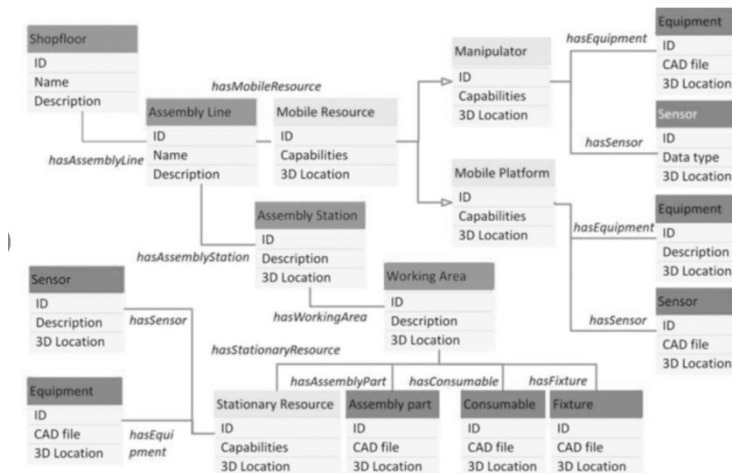 Shopfloor
ID
Name
Description
hasAssemblyLine
hasMobileResource
Assembly Line
ID
Name
Description
Mobile Resource
ID
Capabilities
3D Location
Manipulator
ID
Capabilities
3D Location
hasEquipment
Equipment
ID
CAD file
3D Location
hasSensor
Sensor
ID
Data type
3D Location
Mobile Platform
ID
Capabilities
3D Location
hasEquipment
Equipment
ID
Description
3D Location
hasSensor
Sensor
ID
CAD file
3D Location
hasAssemblyStation
Assembly Station
ID
Description
3D Location
hasWorkingArea
Working Area
ID
Description
3D Location
Sensor
ID
Description
3D Location
hasSensor
hasStationaryResource
hasAssemblyPart
hasConsumable
hasFixture
Equipment
ID
CAD file
3D Location
hasEqui
pment
Stationary Resource
ID
Capabilities
3D Location
Assembly part
ID
CAD file
3D Location
Consumable
ID
CAD file
3D Location
Fixture
ID
CAD file
3D Location